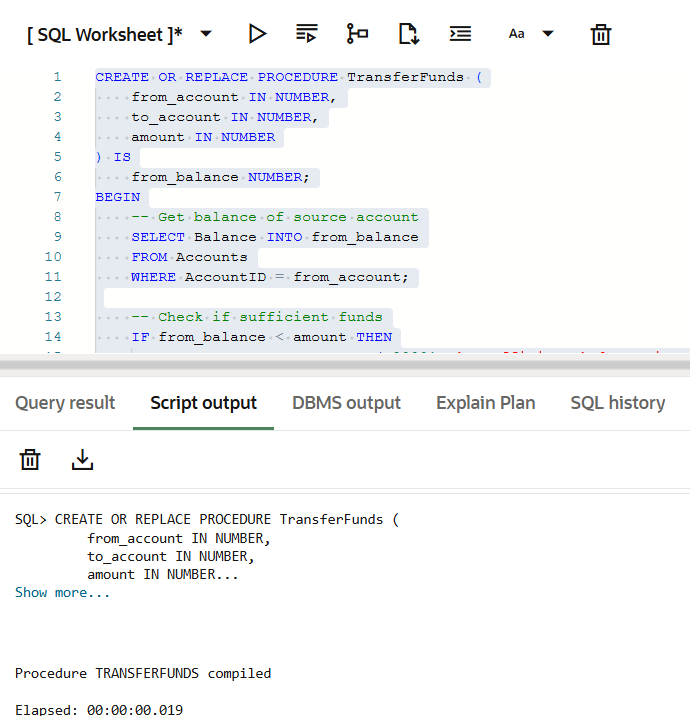 [ SQL Worksheet ]*
Aa
1 CREATE OR REPLACE PROCEDURE TransferFunds (
2 from_account IN NUMBER,
3 to_account IN NUMBER,
4 amount IN NUMBER
5 ) IS
6 from_balance NUMBER;
7 BEGIN
8 -- Get balance of source account
9 SELECT Balance INTO from_balance
10 FROM Accounts
11 WHERE AccountID = from_account;
12
13 -- Check if sufficient funds
14 IF from_balance < amount THEN
Query result Script output DBMS output Explain Plan SQL history
SQL> CREATE OR REPLACE PROCEDURE TransferFunds (
from_account IN NUMBER,
to_account IN NUMBER,
amount IN NUMBER...
Show more...
Procedure TRANSFERFUNDS compiled
Elapsed: 00:00:00.019